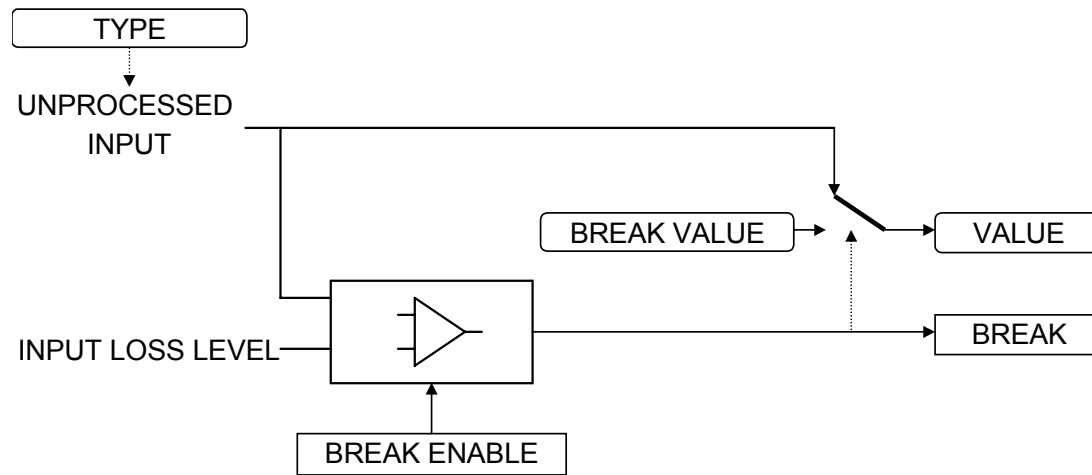 TYPE
UNPROCESSED
INPUT
BREAK VALUE
VALUE
INPUT LOSS LEVEL
BREAK
BREAK ENABLE